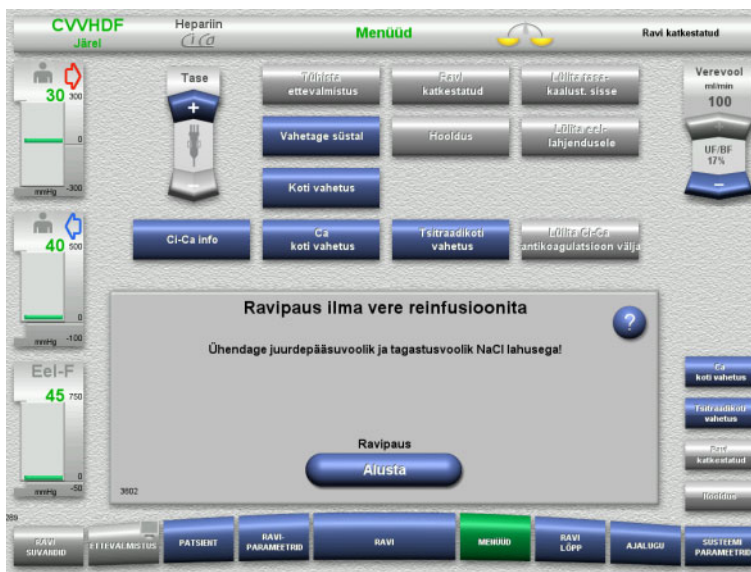 CVVHDF
Järel
Hepariin
Ci Ca
Menüüd
Ravi katkestatud
30
300
0
-300
mmHg
40
500
0
-100
mmHg
Eel-F
45
750
0
-50
mmHg
Tase
+
−
Tühista
ettevalmistus
Ravi
katkestatud
Lülita tasa-
kaalust. sisse
Vahetage süstal
Hooldus
Lülita eel-
lahjendusele
Koti vahetus
Ci-Ca info
Ca
koti vahetus
Tsitraadikoti
vahetus
Lülita Ci-Ca
antikoagulatsioon välja
Verevool
ml/min
100
UF/BF
17%
−
Ravipaus ilma vere reinfusioonita
?
Ühendage juurdepääsuvoolik ja tagastusvoolik NaCl lahusega!
Ravipaus
Alusta
3602
Ca
koti vahetus
Tsitraadikoti
vahetus
Ravi
katkestatud
Hooldus
RAVI
SUVANDID
ETTEVALMISTUS
PATSIENT
RAVI-
PARAMEETRID
RAVI
MENÜÜD
RAVI
LÕPP
AJALUGU
SÜSTEEMI
PARAMEETRID